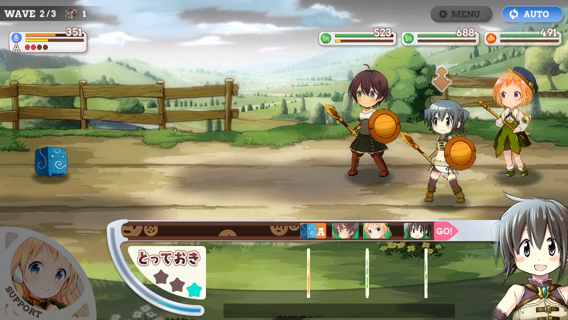 WAVE 2/3 1
MENU
AUTO
351
A
523
688
491
A
GO!
とっておき
SUPPORT